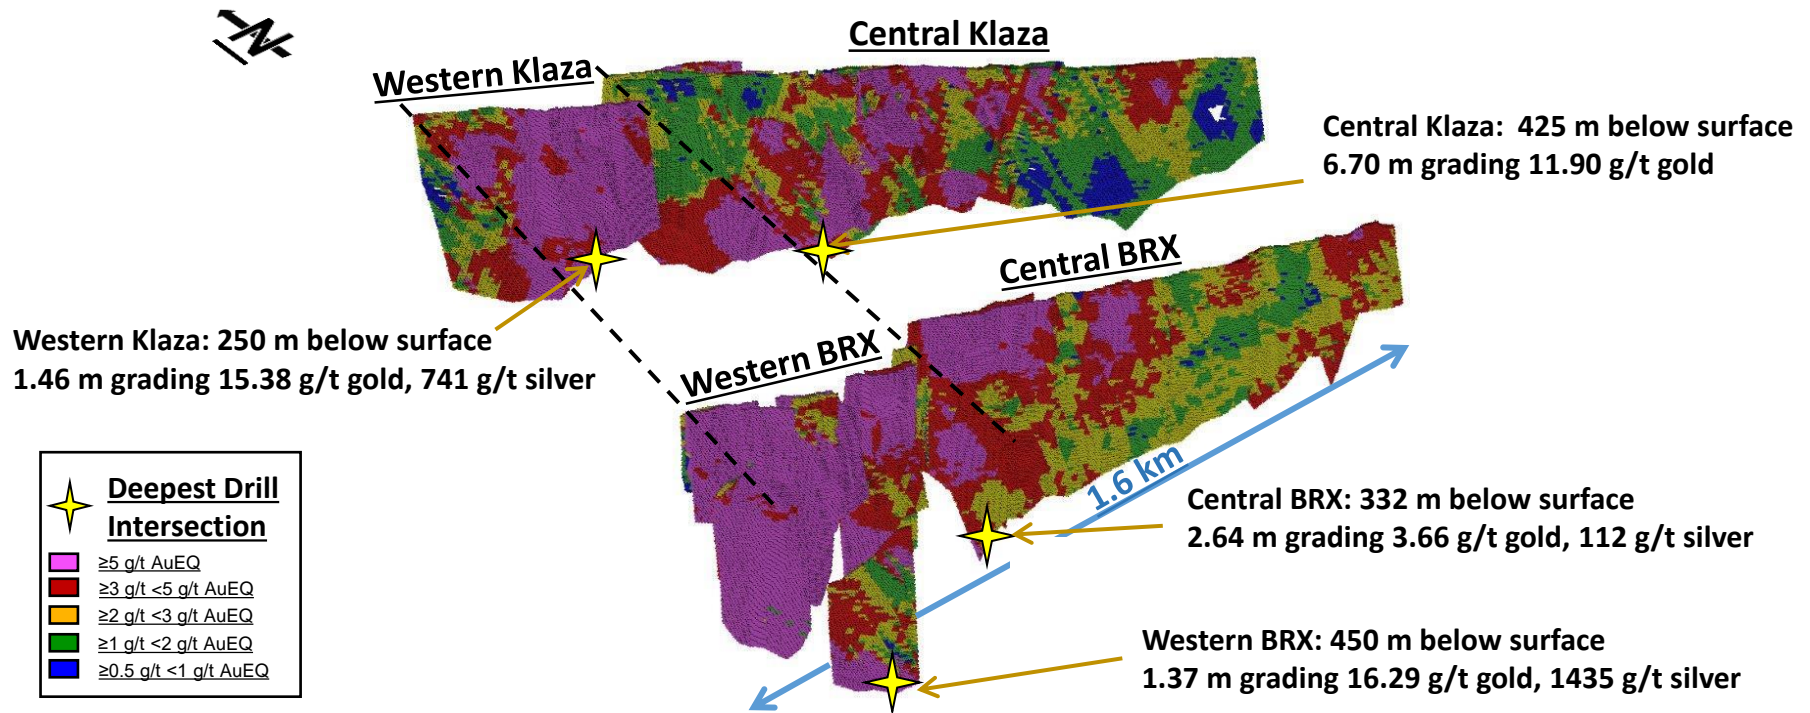 N
Central Klaza
Western Klaza
Central Klaza: 425 m below surface
6.70 m grading 11.90 g/t gold
Central BRX
Western Klaza: 250 m below surface
1.46 m grading 15.38 g/t gold, 741 g/t silver
Western BRX
1.6 km
Deepest Drill
Intersection
≥5 g/t AuEQ
≥3 g/t <5 g/t AuEQ
≥2 g/t <3 g/t AuEQ
≥1 g/t <2 g/t AuEQ
≥0.5 g/t <1 g/t AuEQ
Central BRX: 332 m below surface
2.64 m grading 3.66 g/t gold, 112 g/t silver
Western BRX: 450 m below surface
1.37 m grading 16.29 g/t gold, 1435 g/t silver